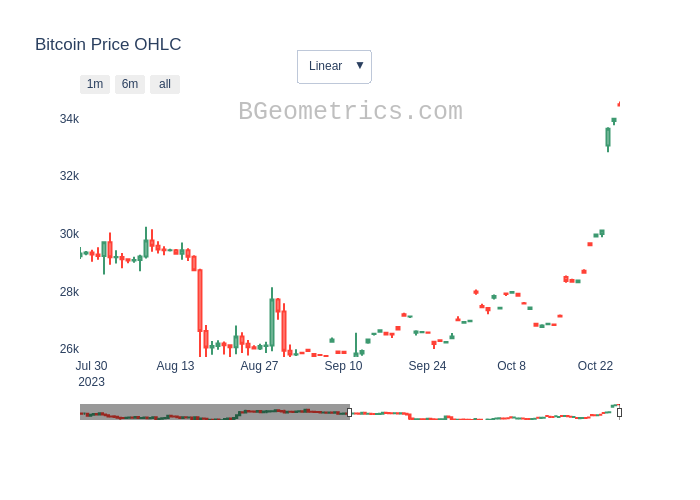 Bitcoin Price OHLC
Linear ▼
1m 6m all
BGeometrics.com
34k
32k
30k
28k
26k
Jul 30 Aug 13 Aug 27 Sep 10 Sep 24 Oct 8 Oct 22
2023